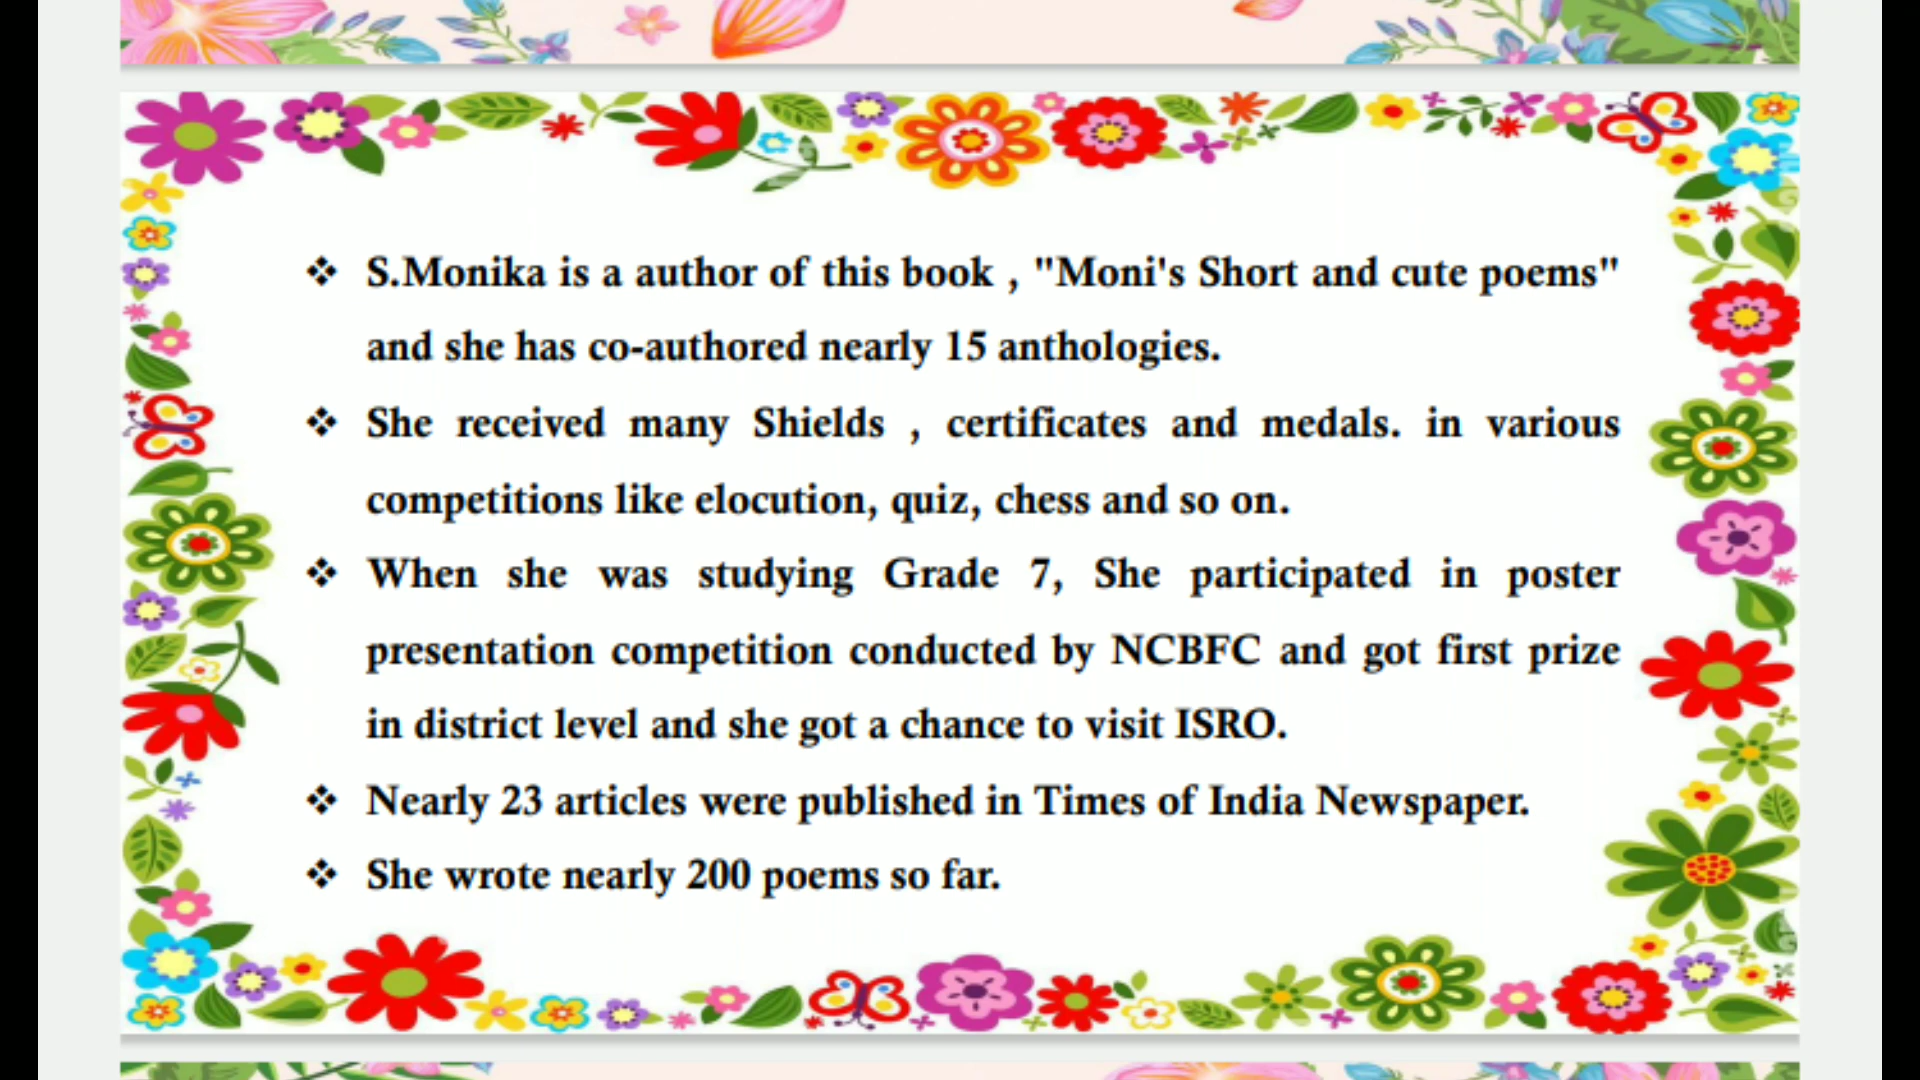 ❖ S.Monika is a author of this book , "Moni's Short and cute poems"
and she has co-authored nearly 15 anthologies.
❖ She received many Shields , certificates and medals. in various
competitions like elocution, quiz, chess and so on.
❖ When she was studying Grade 7, She participated in poster
presentation competition conducted by NCBFC and got first prize
in district level and she got a chance to visit ISRO.
❖ Nearly 23 articles were published in Times of India Newspaper.
❖ She wrote nearly 200 poems so far.